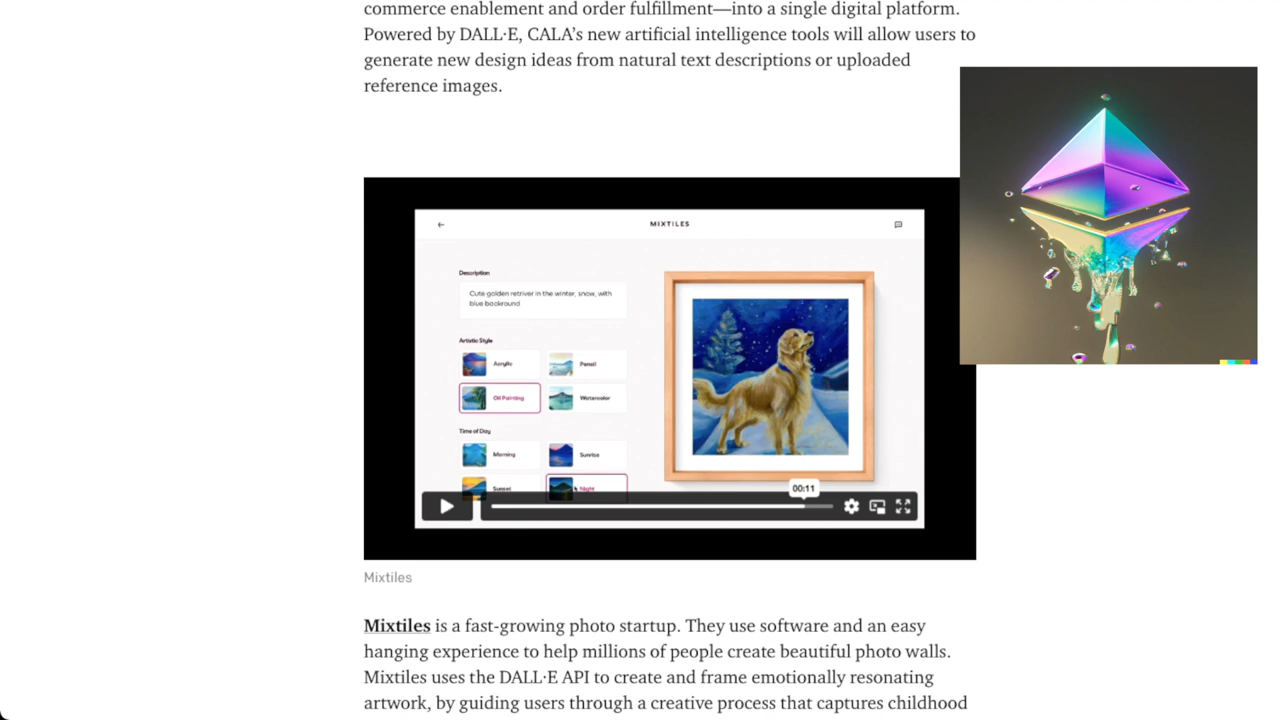 commerce enablement and order fulfillment—into a single digital platform.
Powered by DALL·E, CALA’s new artificial intelligence tools will allow users to
generate new design ideas from natural text descriptions or uploaded
reference images.
MIXTILES
Description
Cute golden retriver in the winter, snow, with
blue backround
Artistic Style
Acrylic
Pencil
Oil Painting
Watercolor
Time of Day
Morning
Sunrise
Sunset
Night
00:11
Mixtiles
Mixtiles is a fast-growing photo startup. They use software and an easy
hanging experience to help millions of people create beautiful photo walls.
Mixtiles uses the DALL·E API to create and frame emotionally resonating
artwork, by guiding users through a creative process that captures childhood